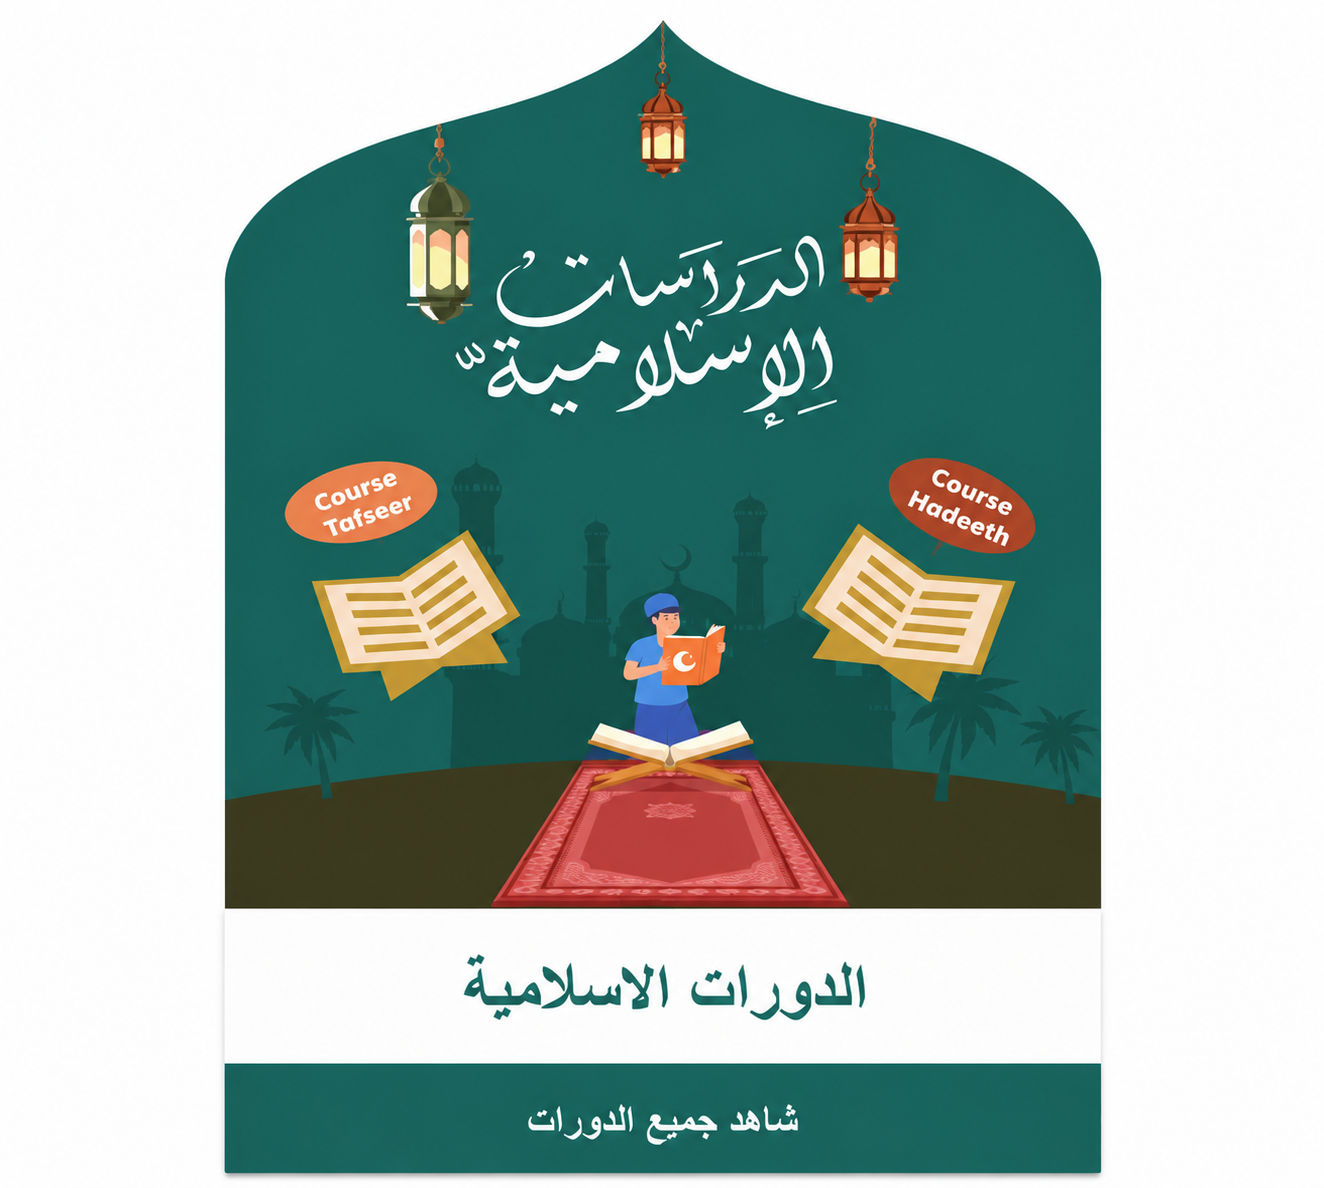 الدراسات
الإسلامية
Course
Tafseer
Course
Hadeeth
الدورات الاسلامية
شاهد جميع الدورات